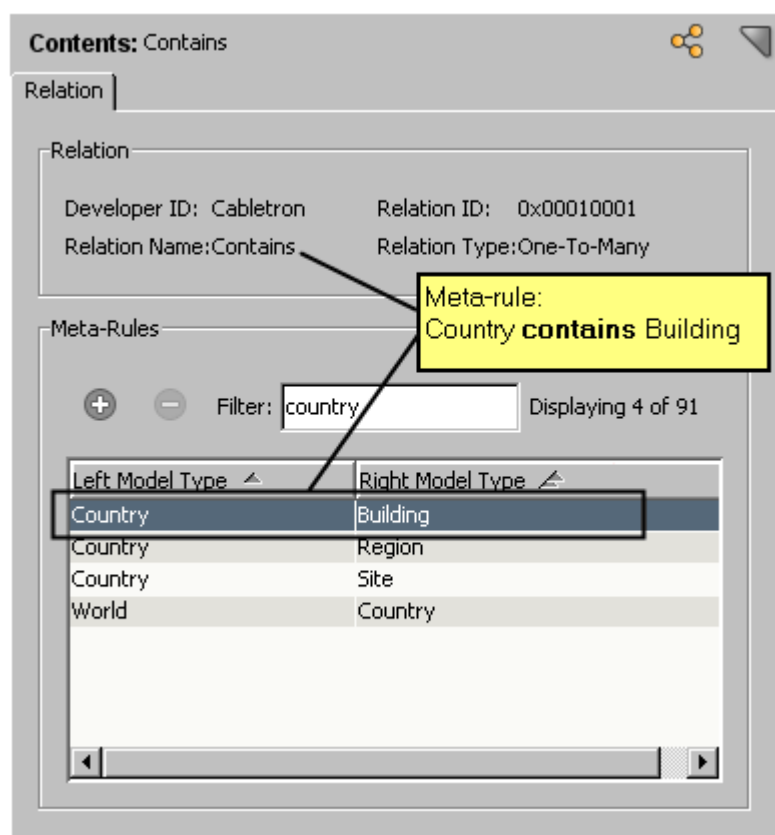 Contents: Contains
Relation
Relation
Developer ID: Cabletron Relation ID: 0x00010001
Relation Name:Contains Relation Type:One-To-Many
Meta-rule:
Country contains Building
Meta-Rules
Filter: country Displaying 4 of 91
Left Model Type Right Model Type
Country Building
Country Region
Country Site
World Country